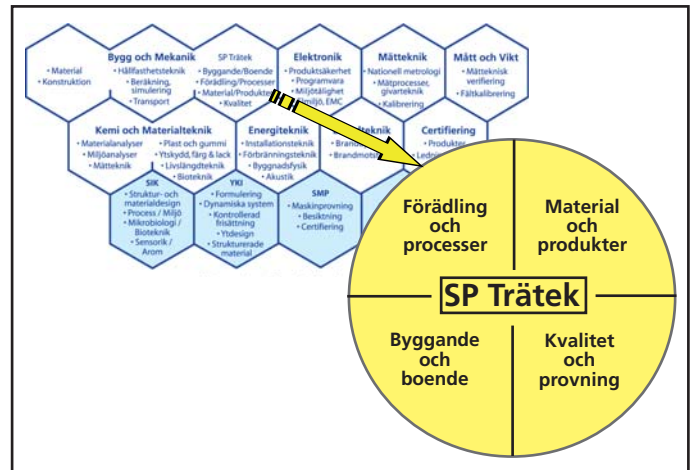 Bygg och Mekanik
• Material
• Konstruktion
• Hållfasthetsteknik
• Beräkning,
simulering
• Transport
SP Trätek
• Byggande/Boende
• Förädling/Processer
• Material/Produkter
• Kvalitet
Elektronik
• Produktsäkerhet
• Programvara
• Miljötålighet
EMC
Mätteknik
• Nationell metrologi
• Mätprocesser,
givarteknik
• Kalibrering
Mått och Vikt
• Mätteknisk
verifiering
• Fältkalibrering
Kemi och Materialteknik
• Materialanalyser
• Miljöanalyser
• Mätteknik
• Plast och gummi
• Ytskydd, färg & lack
• Livslängdteknik
• Bioteknik
Energiteknik
• Installationsteknik
• Förbränningsteknik
• Byggnadsfysik
• Akustik
Certifiering
• Produkter
SIK
• Struktur- och
materialdesign
• Process / Miljö
• Mikrobiologi /
Bioteknik
• Sensorik /
Arom
YKI
• Formulering
• Dynamiska system
• Kontrollerad
frisättning
• Ytdesign
• Strukturerade
material
SMP
• Maskinprovning
• Besiktning
• Certifiering
Förädling
och
processer
Material
och
produkter
SP Trätek
Byggande
och
boende
Kvalitet
och
provning